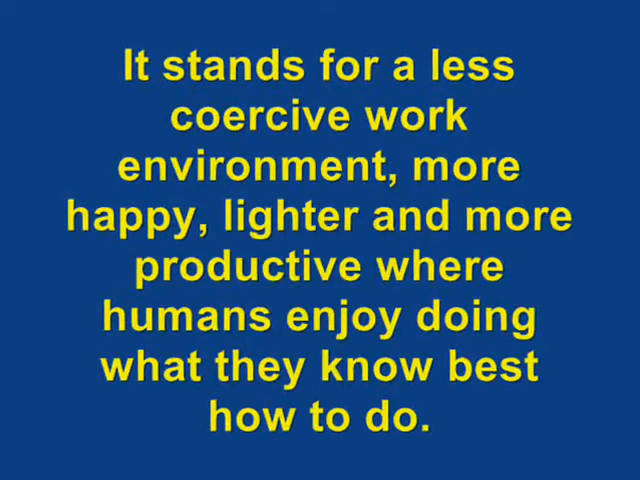 It stands for a less
coercive work
environment, more
happy, lighter and more
productive where
humans enjoy doing
what they know best
how to do.